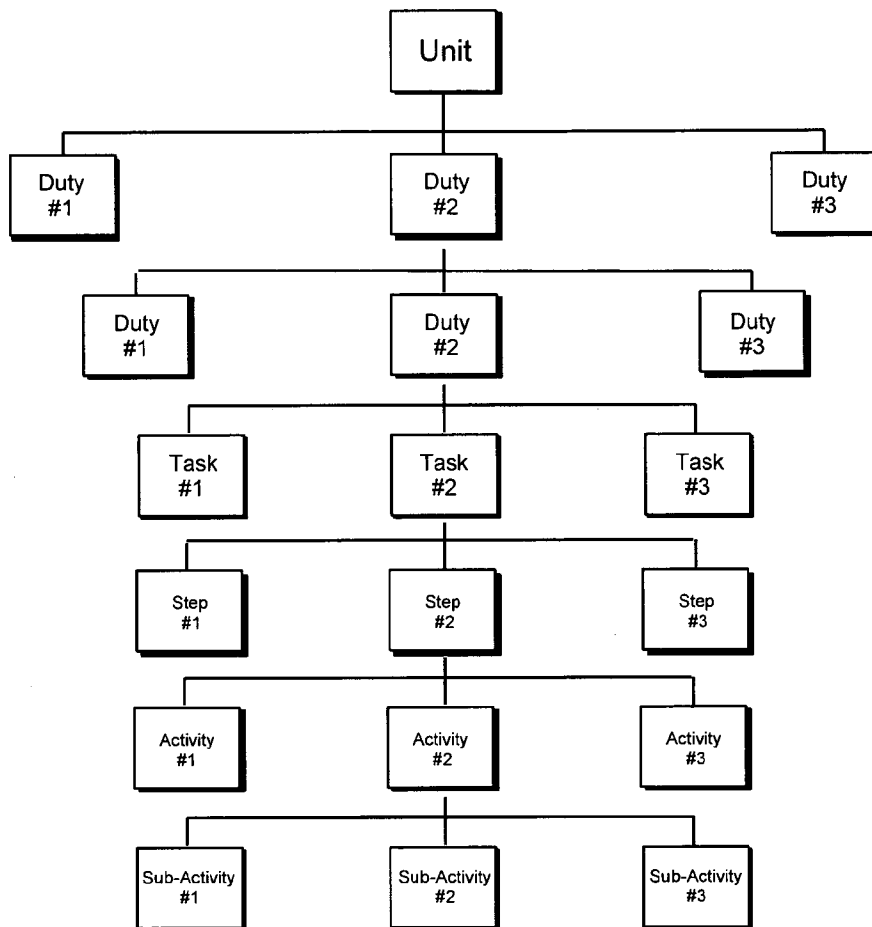 Unit
Duty
#1
Duty
#2
Duty
#3
Duty
#1
Duty
#2
Duty
#3
Task
#1
Task
#2
Task
#3
Step
#1
Step
#2
Step
#3
Activity
#1
Activity
#2
Activity
#3
Sub-Activity
#1
Sub-Activity
#2
Sub-Activity
#3